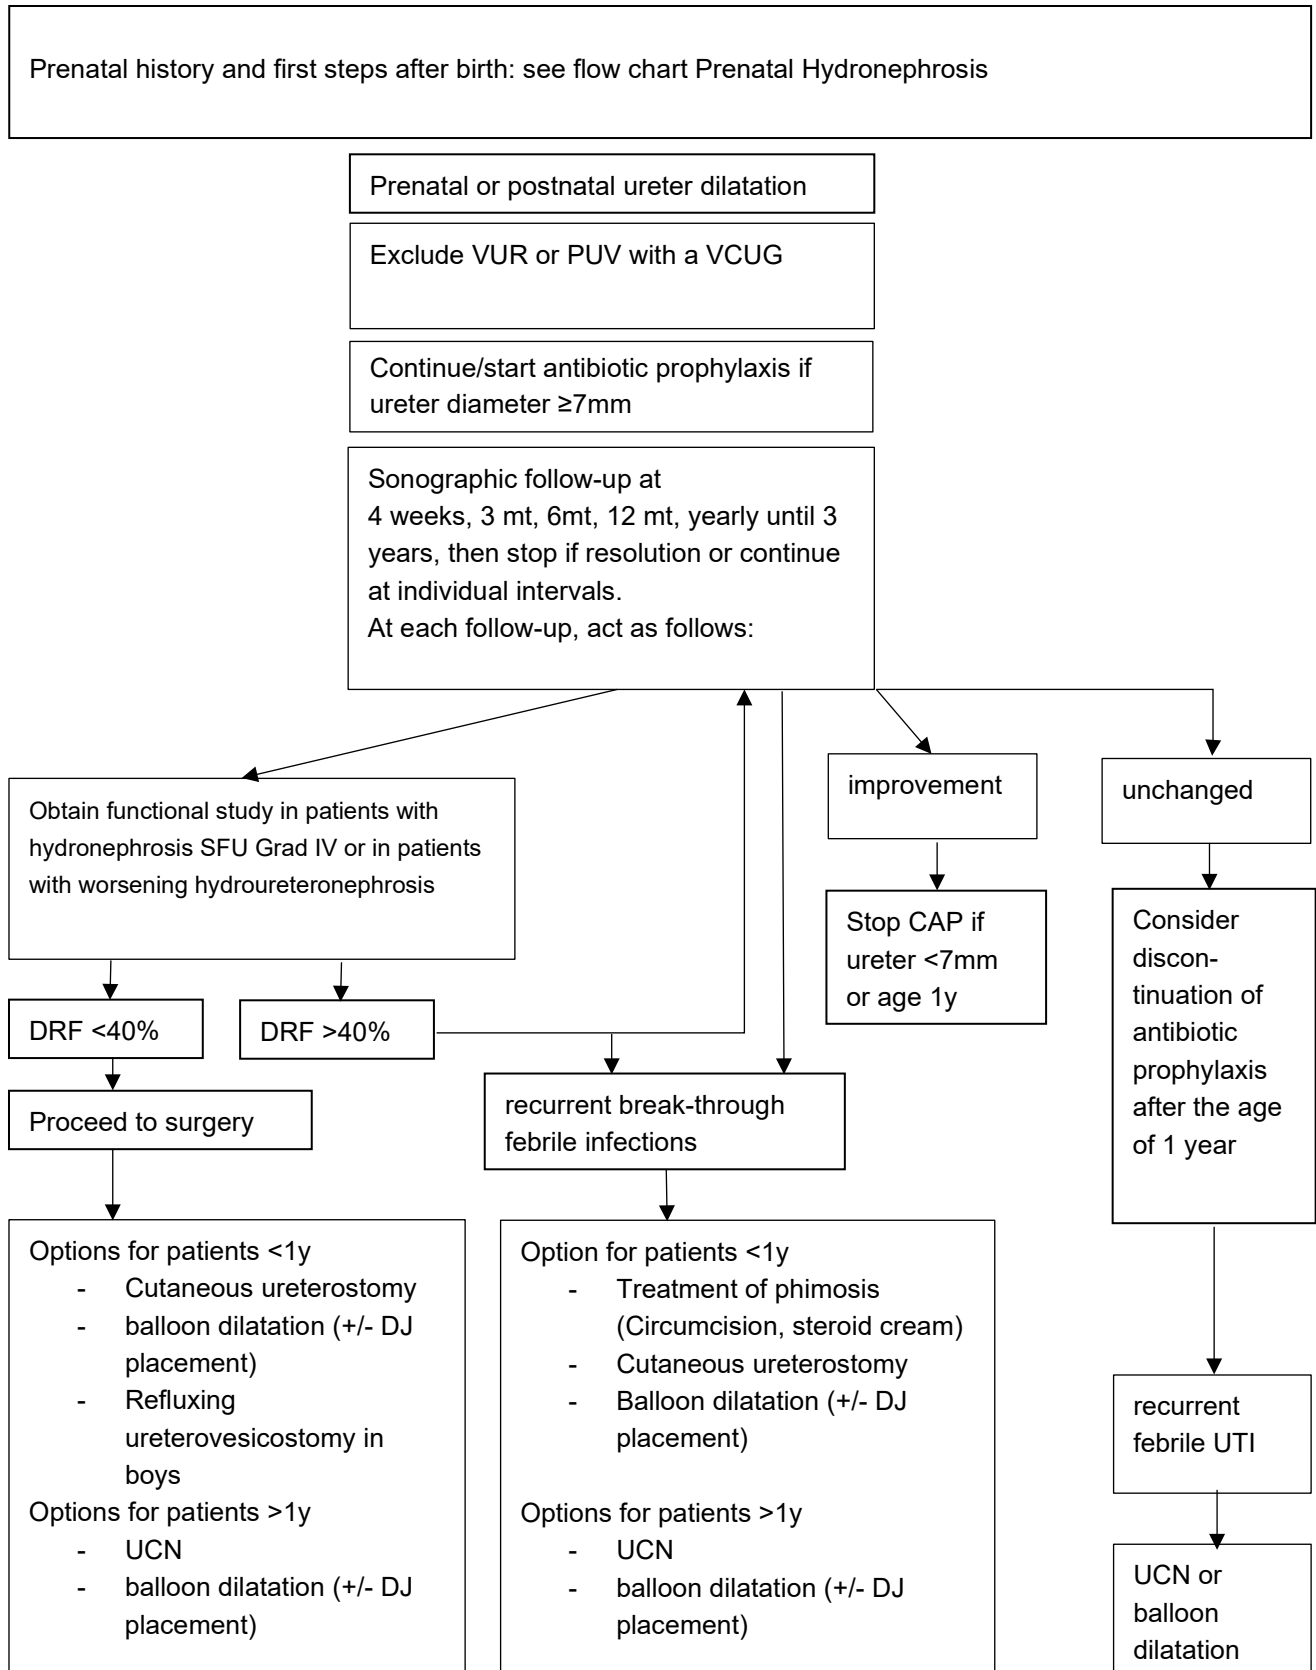 Prenatal history and first steps after birth: see flow chart Prenatal Hydronephrosis
Prenatal or postnatal ureter dilatation
Exclude VUR or PUV with a VCUG
Continue/start antibiotic prophylaxis if
ureter diameter ≥7mm
Sonographic follow-up at
4 weeks, 3 mt, 6mt, 12 mt, yearly until 3
years, then stop if resolution or continue
at individual intervals.
At each follow-up, act as follows:
Obtain functional study in patients with
hydronephrosis SFU Grad IV or in patients
with worsening hydroureteronephrosis
improvement
unchanged
DRF <40%
DRF >40%
Stop CAP if
ureter <7mm
or age 1y
Consider
discon-
tinuation of
antibiotic
prophylaxis
after the age
of 1 year
Proceed to surgery
recurrent break-through
febrile infections
Options for patients <1y
- Cutaneous ureterostomy
- balloon dilatation (+/- DJ
placement)
- Refluxing
ureterovesicostomy in
boys
Options for patients >1y
- UCN
- balloon dilatation (+/- DJ
placement)
Option for patients <1y
- Treatment of phimosis
(Circumcision, steroid cream)
- Cutaneous ureterostomy
- Balloon dilatation (+/- DJ
placement)
Options for patients >1y
- UCN
- balloon dilatation (+/- DJ
placement)
recurrent
febrile UTI
UCN or
balloon
dilatation